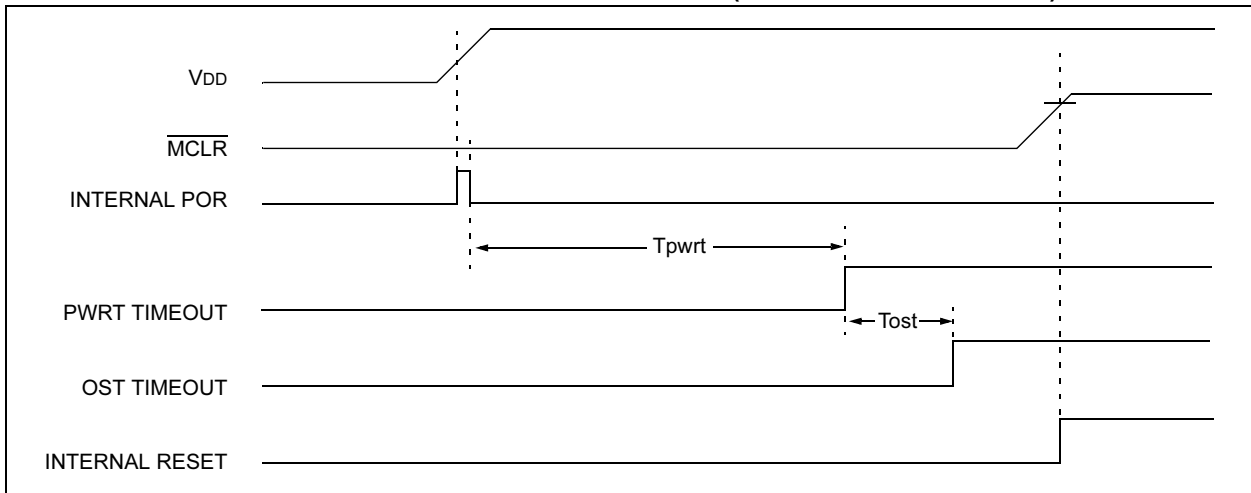 VDD
MCLR
INTERNAL POR
Tpwrt
PWRT TIMEOUT
Tost
OST TIMEOUT
INTERNAL RESET